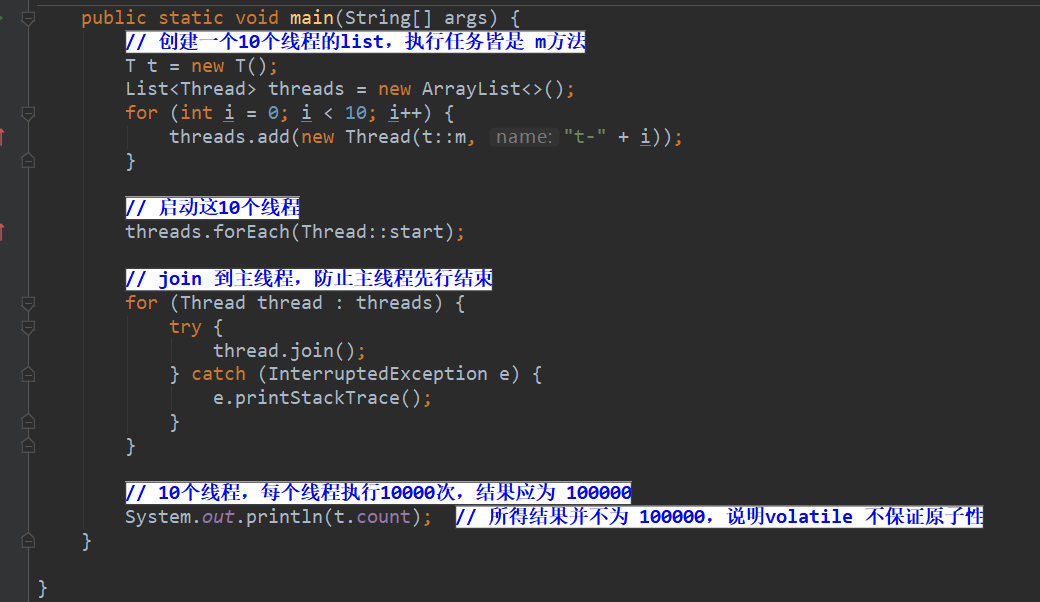 public static void main(String[] args) {
// 创建一个10个线程的list，执行任务皆是 m方法
T t = new T();
List<Thread> threads = new ArrayList<>();
for (int i = 0; i < 10; i++) {
threads.add(new Thread(t::m, name: "t-" + i));
}
// 启动这10个线程
threads.forEach(Thread::start);
// join 到主线程，防止主线程先行结束
for (Thread thread : threads) {
try {
thread.join();
} catch (InterruptedException e) {
e.printStackTrace();
}
}
// 10个线程，每个线程执行10000次，结果应为 100000
System.out.println(t.count); // 所得结果并不为 100000，说明volatile 不保证原子性
}
}